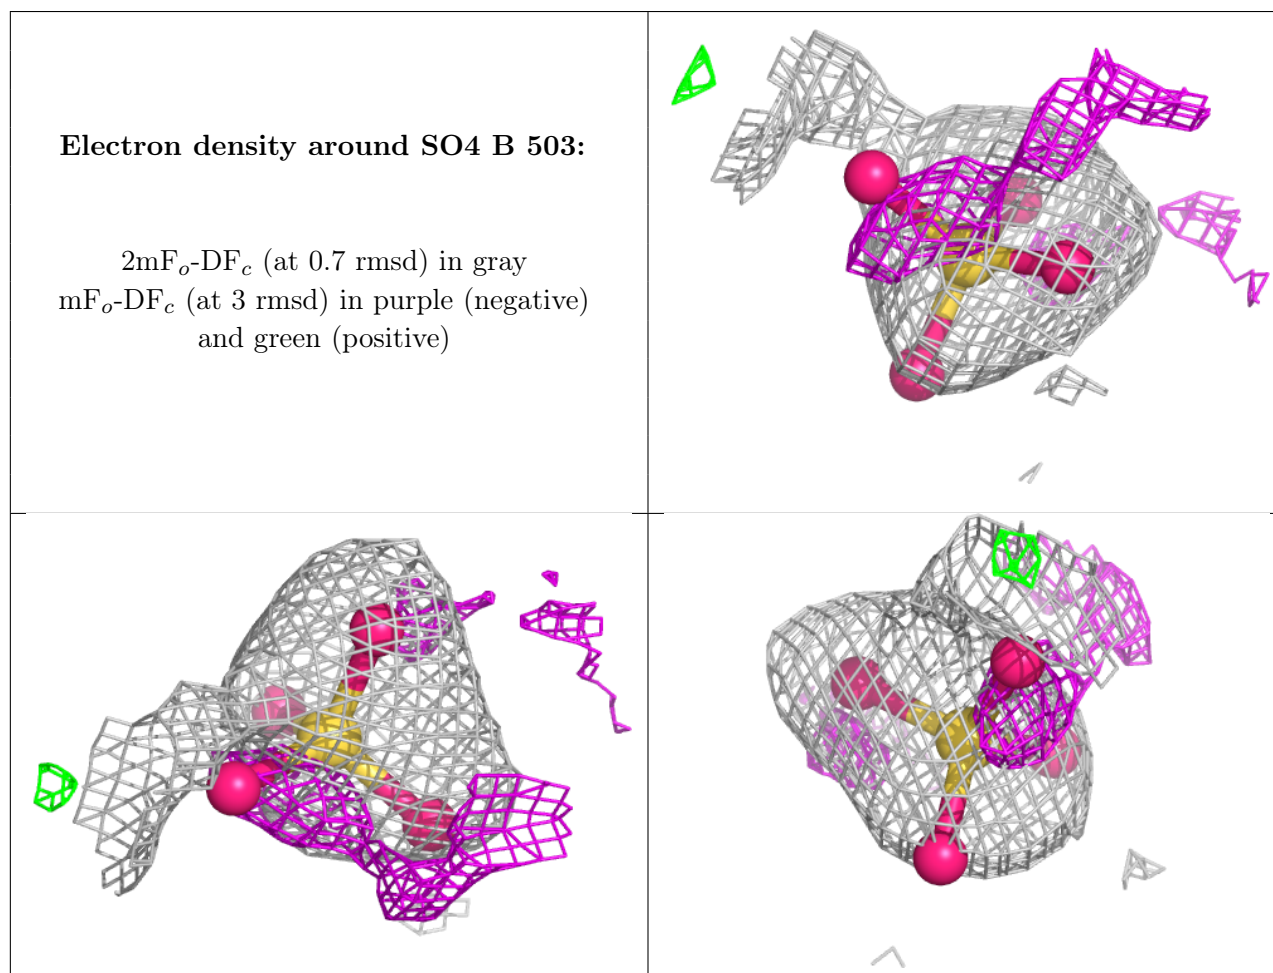 Electron density around SO4 B 503:
2mFo-DFc (at 0.7 rmsd) in gray
mFo-DFc (at 3 rmsd) in purple (negative)
and green (positive)